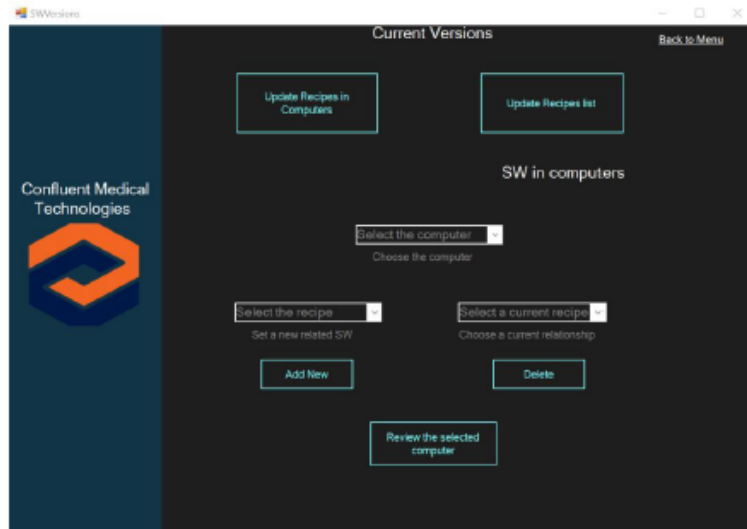 SWVersions
Current Versions
Back to Menu
Update Recipes in
Computers
Update Recipes list
SW in computers
Confluent Medical
Technologies
Select the computer
Choose the computer
Select the recipe
Select a current recipe
Set a new related SW
Choose a current relationship
Add New
Delete
Review the selected
computer